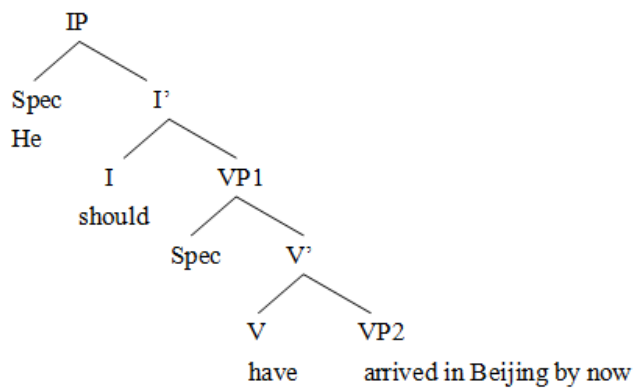 IP
Spec I’
He
I VP1
should
Spec V’
V VP2
have arrived in Beijing by now